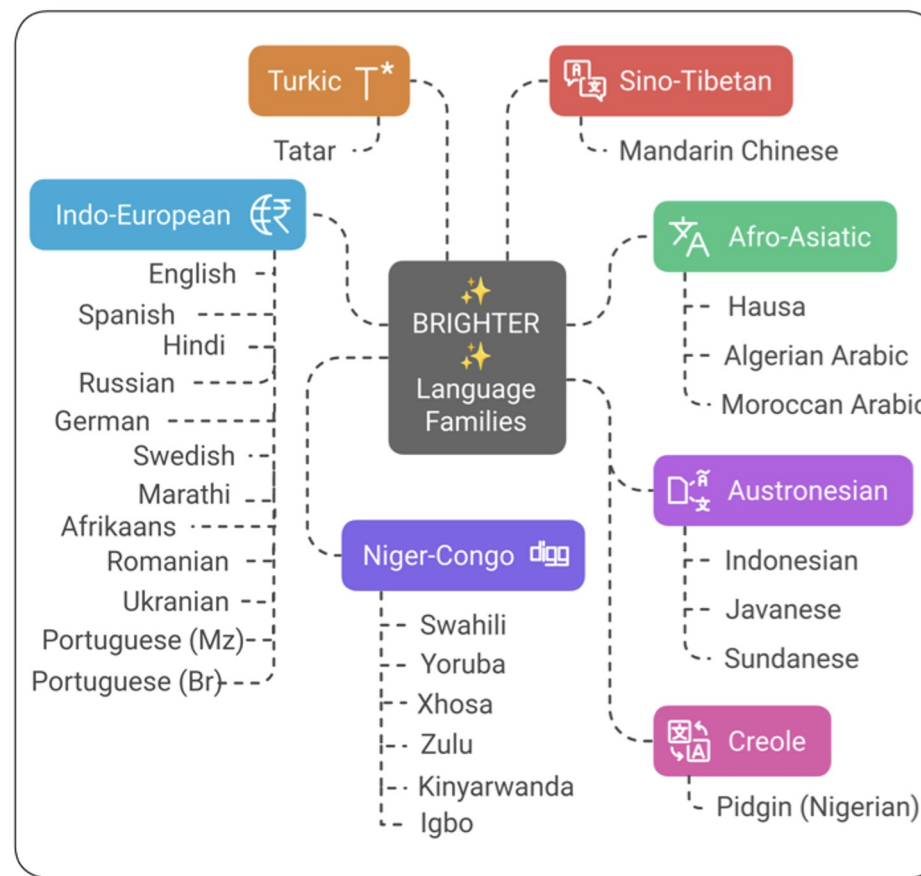 Turkic
Tatar
Sino-Tibetan
Mandarin Chinese
Indo-European
English
Spanish
Hindi
Russian
German
Swedish
Marathi
Afrikaans
Romanian
Ukranian
Portuguese (Mz)
Portuguese (Br)
BRIGHTER
Language
Families
Afro-Asiatic
Hausa
Algerian Arabic
Moroccan Arabic
Niger-Congo digg
Swahili
Yoruba
Xhosa
Zulu
Kinyarwanda
Igbo
Austronesian
Indonesian
Javanese
Sundanese
Creole
Pidgin (Nigerian)